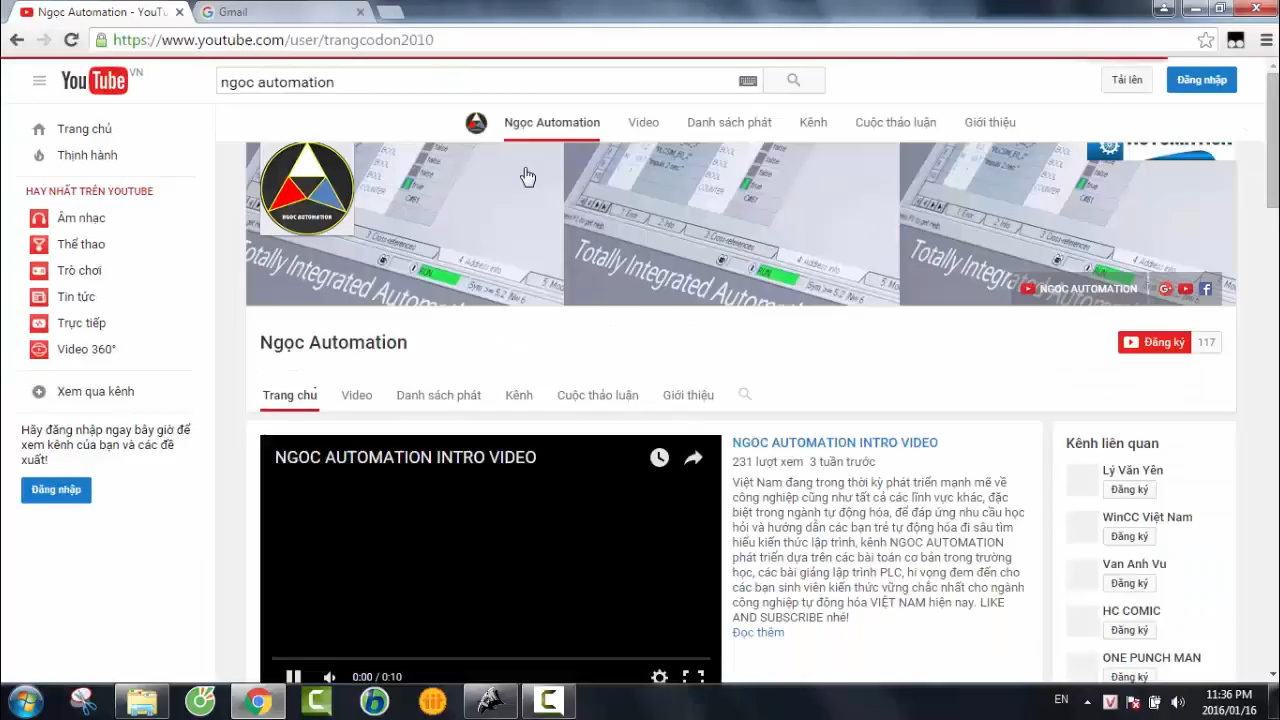 Ngọc Automation - YouTu
Gmail
https://www.youtube.com/user/trangcodon2010
YouTube VN
ngoc automation
Tải lên
Đăng nhập
Ngọc Automation
Video
Danh sách phát
Kênh
Cuộc thảo luận
Giới thiệu
Trang chủ
Thịnh hành
HAY NHẤT TRÊN YOUTUBE
Âm nhạc
Thể thao
Trò chơi
Tin tức
Trực tiếp
Video 360°
Xem qua kênh
Hãy đăng nhập ngay bây giờ để
xem kênh của bạn và các đề
xuất!
Đăng nhập
NGOC AUTOMATION
Totally Integrated Automat
Totally Integrated Automa
Totally Integrated Automa
NGOC AUTOMATION
Ngọc Automation
Đăng ký
117
Trang chủ
Video
Danh sách phát
Kênh
Cuộc thảo luận
Giới thiệu
NGOC AUTOMATION INTRO VIDEO
0:00 / 0:10
NGOC AUTOMATION INTRO VIDEO
231 lượt xem 3 tuần trước
Việt Nam đang trong thời kỳ phát triển mạnh mẽ về
công nghiệp cũng như tất cả các lĩnh vực khác, đặc
biệt trong ngành tự động hóa, để đáp ứng nhu cầu học
hỏi và hướng dẫn các bạn trẻ tự động hóa đi sâu tìm
hiểu kiến thức lập trình, kênh NGOC AUTOMATION
phát triển dựa trên các bài toán cơ bản trong trường
học, các bài giảng lập trình PLC, hi vọng đem đến cho
các bạn sinh viên kiến thức vững chắc nhất cho ngành
công nghiệp tự động hóa VIỆT NAM hiện nay. LIKE
AND SUBSCRIBE nhé!
Đọc thêm
Kênh liên quan
Lý Văn Yên
Đăng ký
WinCC Việt Nam
Đăng ký
Van Anh Vu
Đăng ký
HC COMIC
Đăng ký
ONE PUNCH MAN
Đăng ký
EN
11:36 PM
2016/01/16